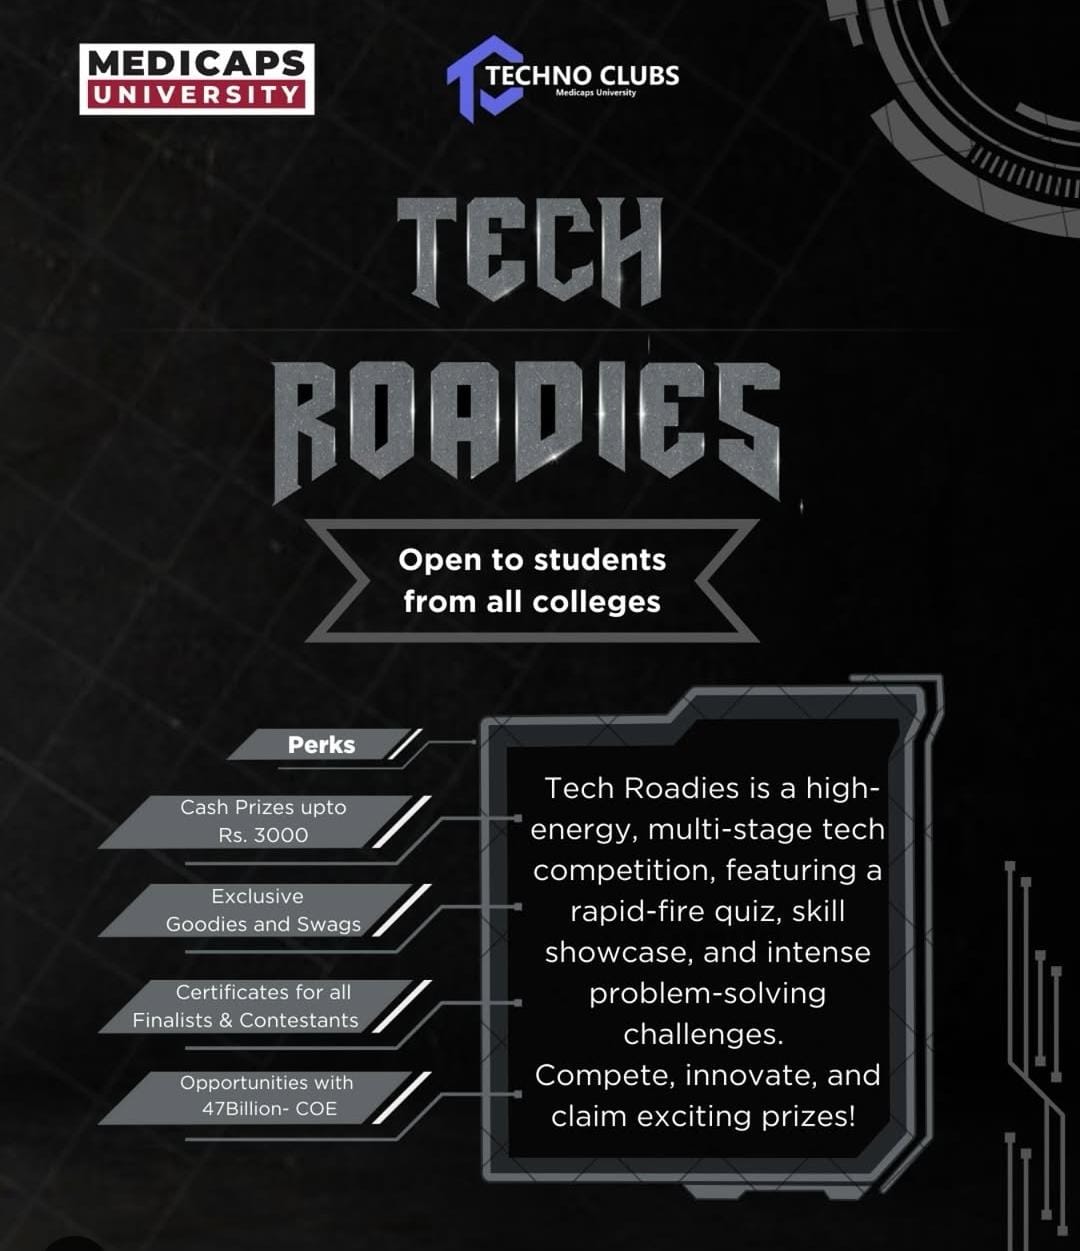 MEDICAPS
UNIVERSITY
TECHNO CLUBS
Medicaps University
TECH
ROADIES
Open to students
from all colleges
Perks
Cash Prizes upto
Rs. 3000
Exclusive
Goodies and Swags
Certificates for all
Finalists & Contestants
Opportunities with
47Billion- COE
Tech Roadies is a high-
energy, multi-stage tech
competition, featuring a
rapid-fire quiz, skill
showcase, and intense
problem-solving
challenges.
Compete, innovate, and
claim exciting prizes!